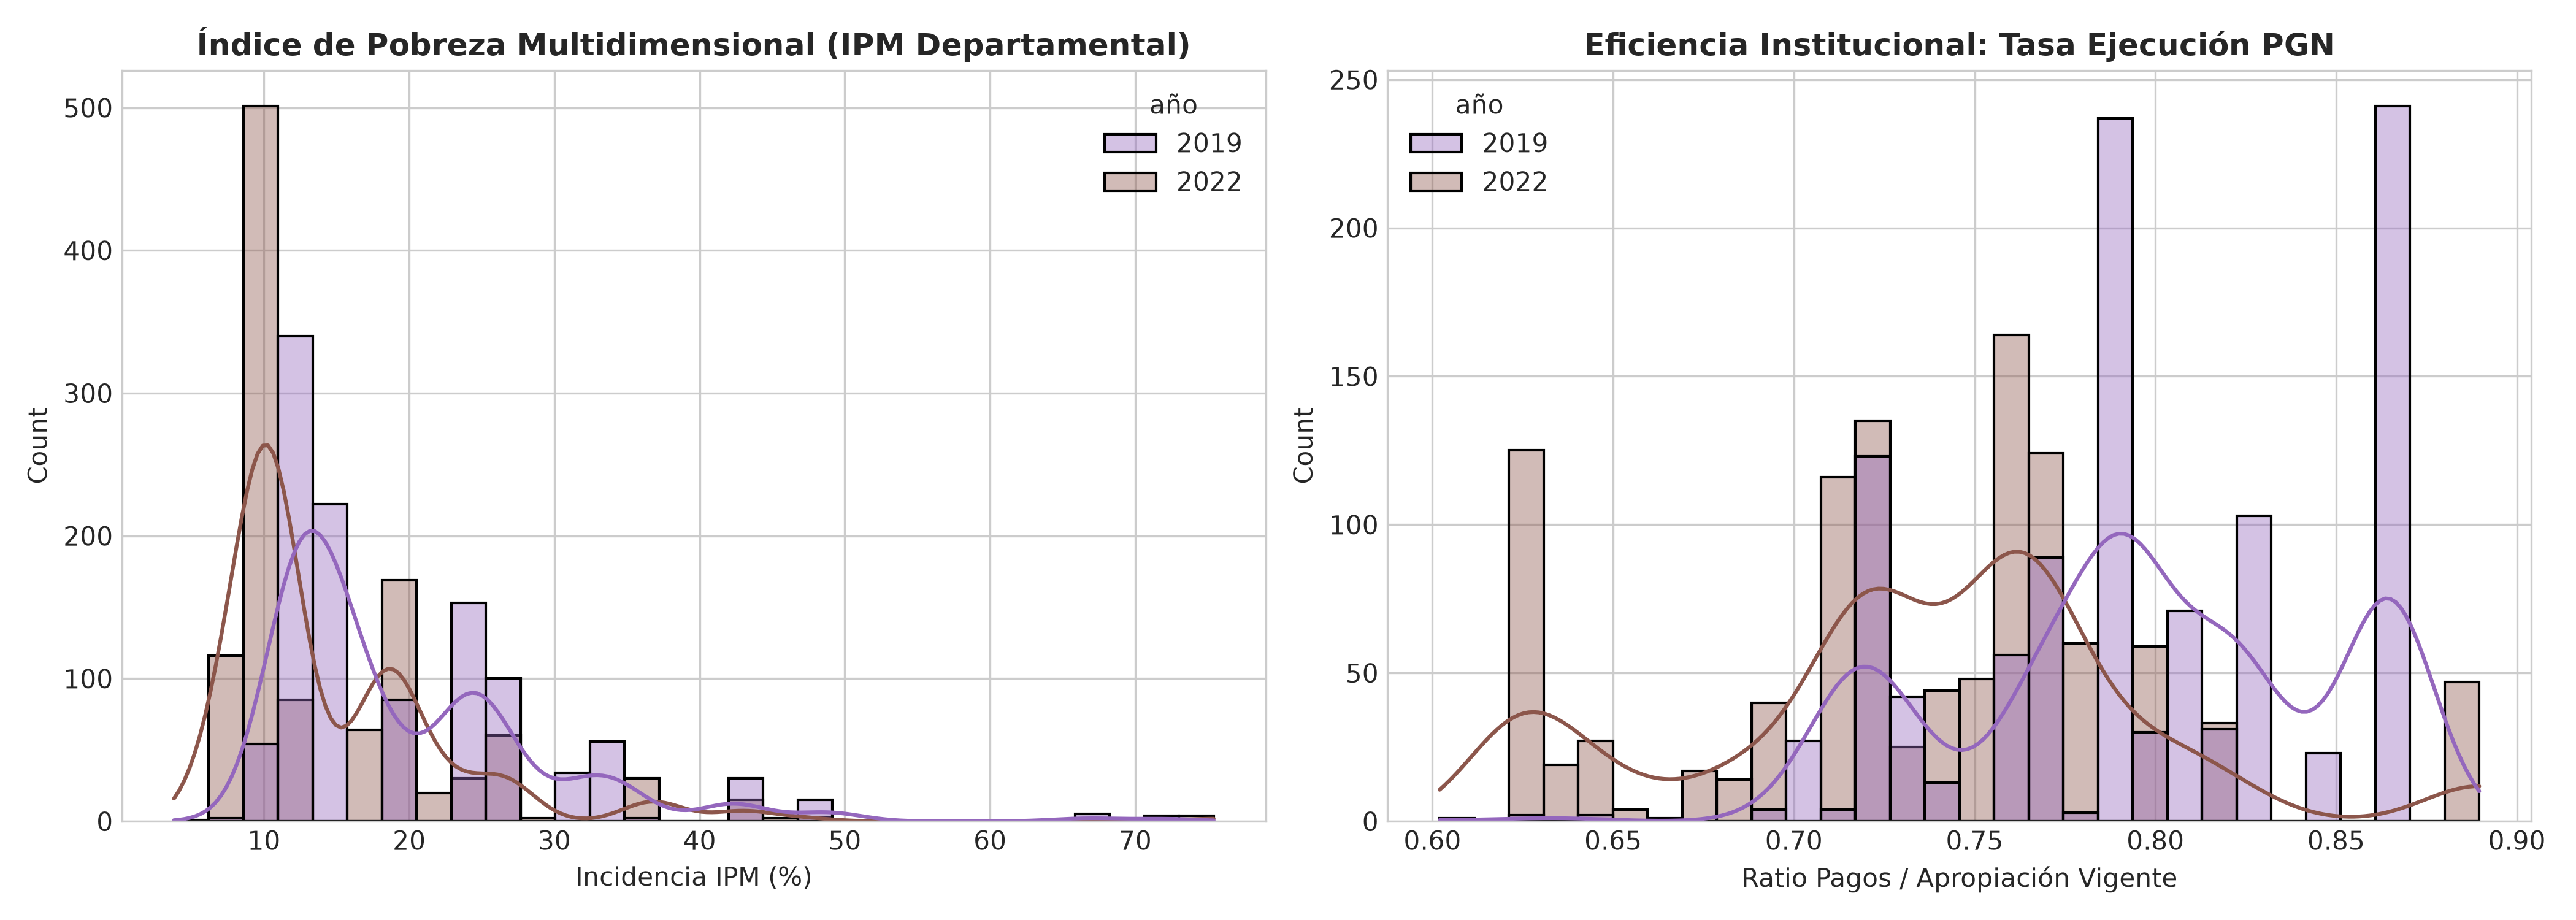 Índice de Pobreza Multidimensional (IPM Departamental)
500
400
300
200
100
0
Count
año
2019
2022
10 20 30 40 50 60 70
Incidencia IPM (%)
Eficiencia Institucional: Tasa Ejecución PGN
250
200
150
100
50
0
Count
año
2019
2022
0.60 0.65 0.70 0.75 0.80 0.85 0.90
Ratio Pagos / Apropiación Vigente